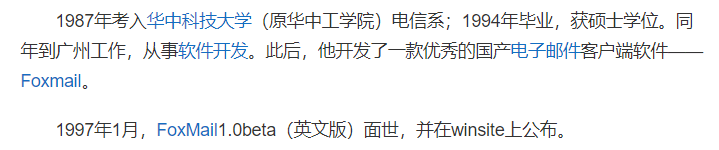 1987年考入华中科技大学（原华中工学院）电信系；1994年毕业，获硕士学位。同
年到广州工作，从事软件开发。此后，他开发了一款优秀的国产电子邮件客户端软件——
Foxmail。
1997年1月，FoxMail1.0beta（英文版）面世，并在winsite上公布。